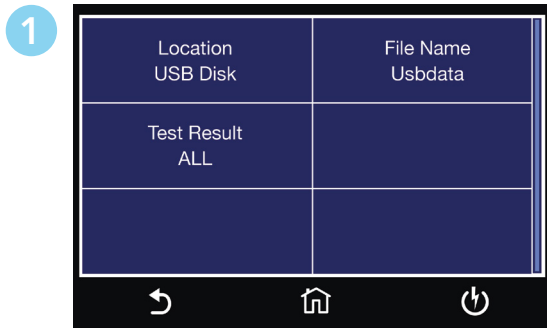 1
Location
USB Disk
File Name
Usbdata
Test Result
ALL